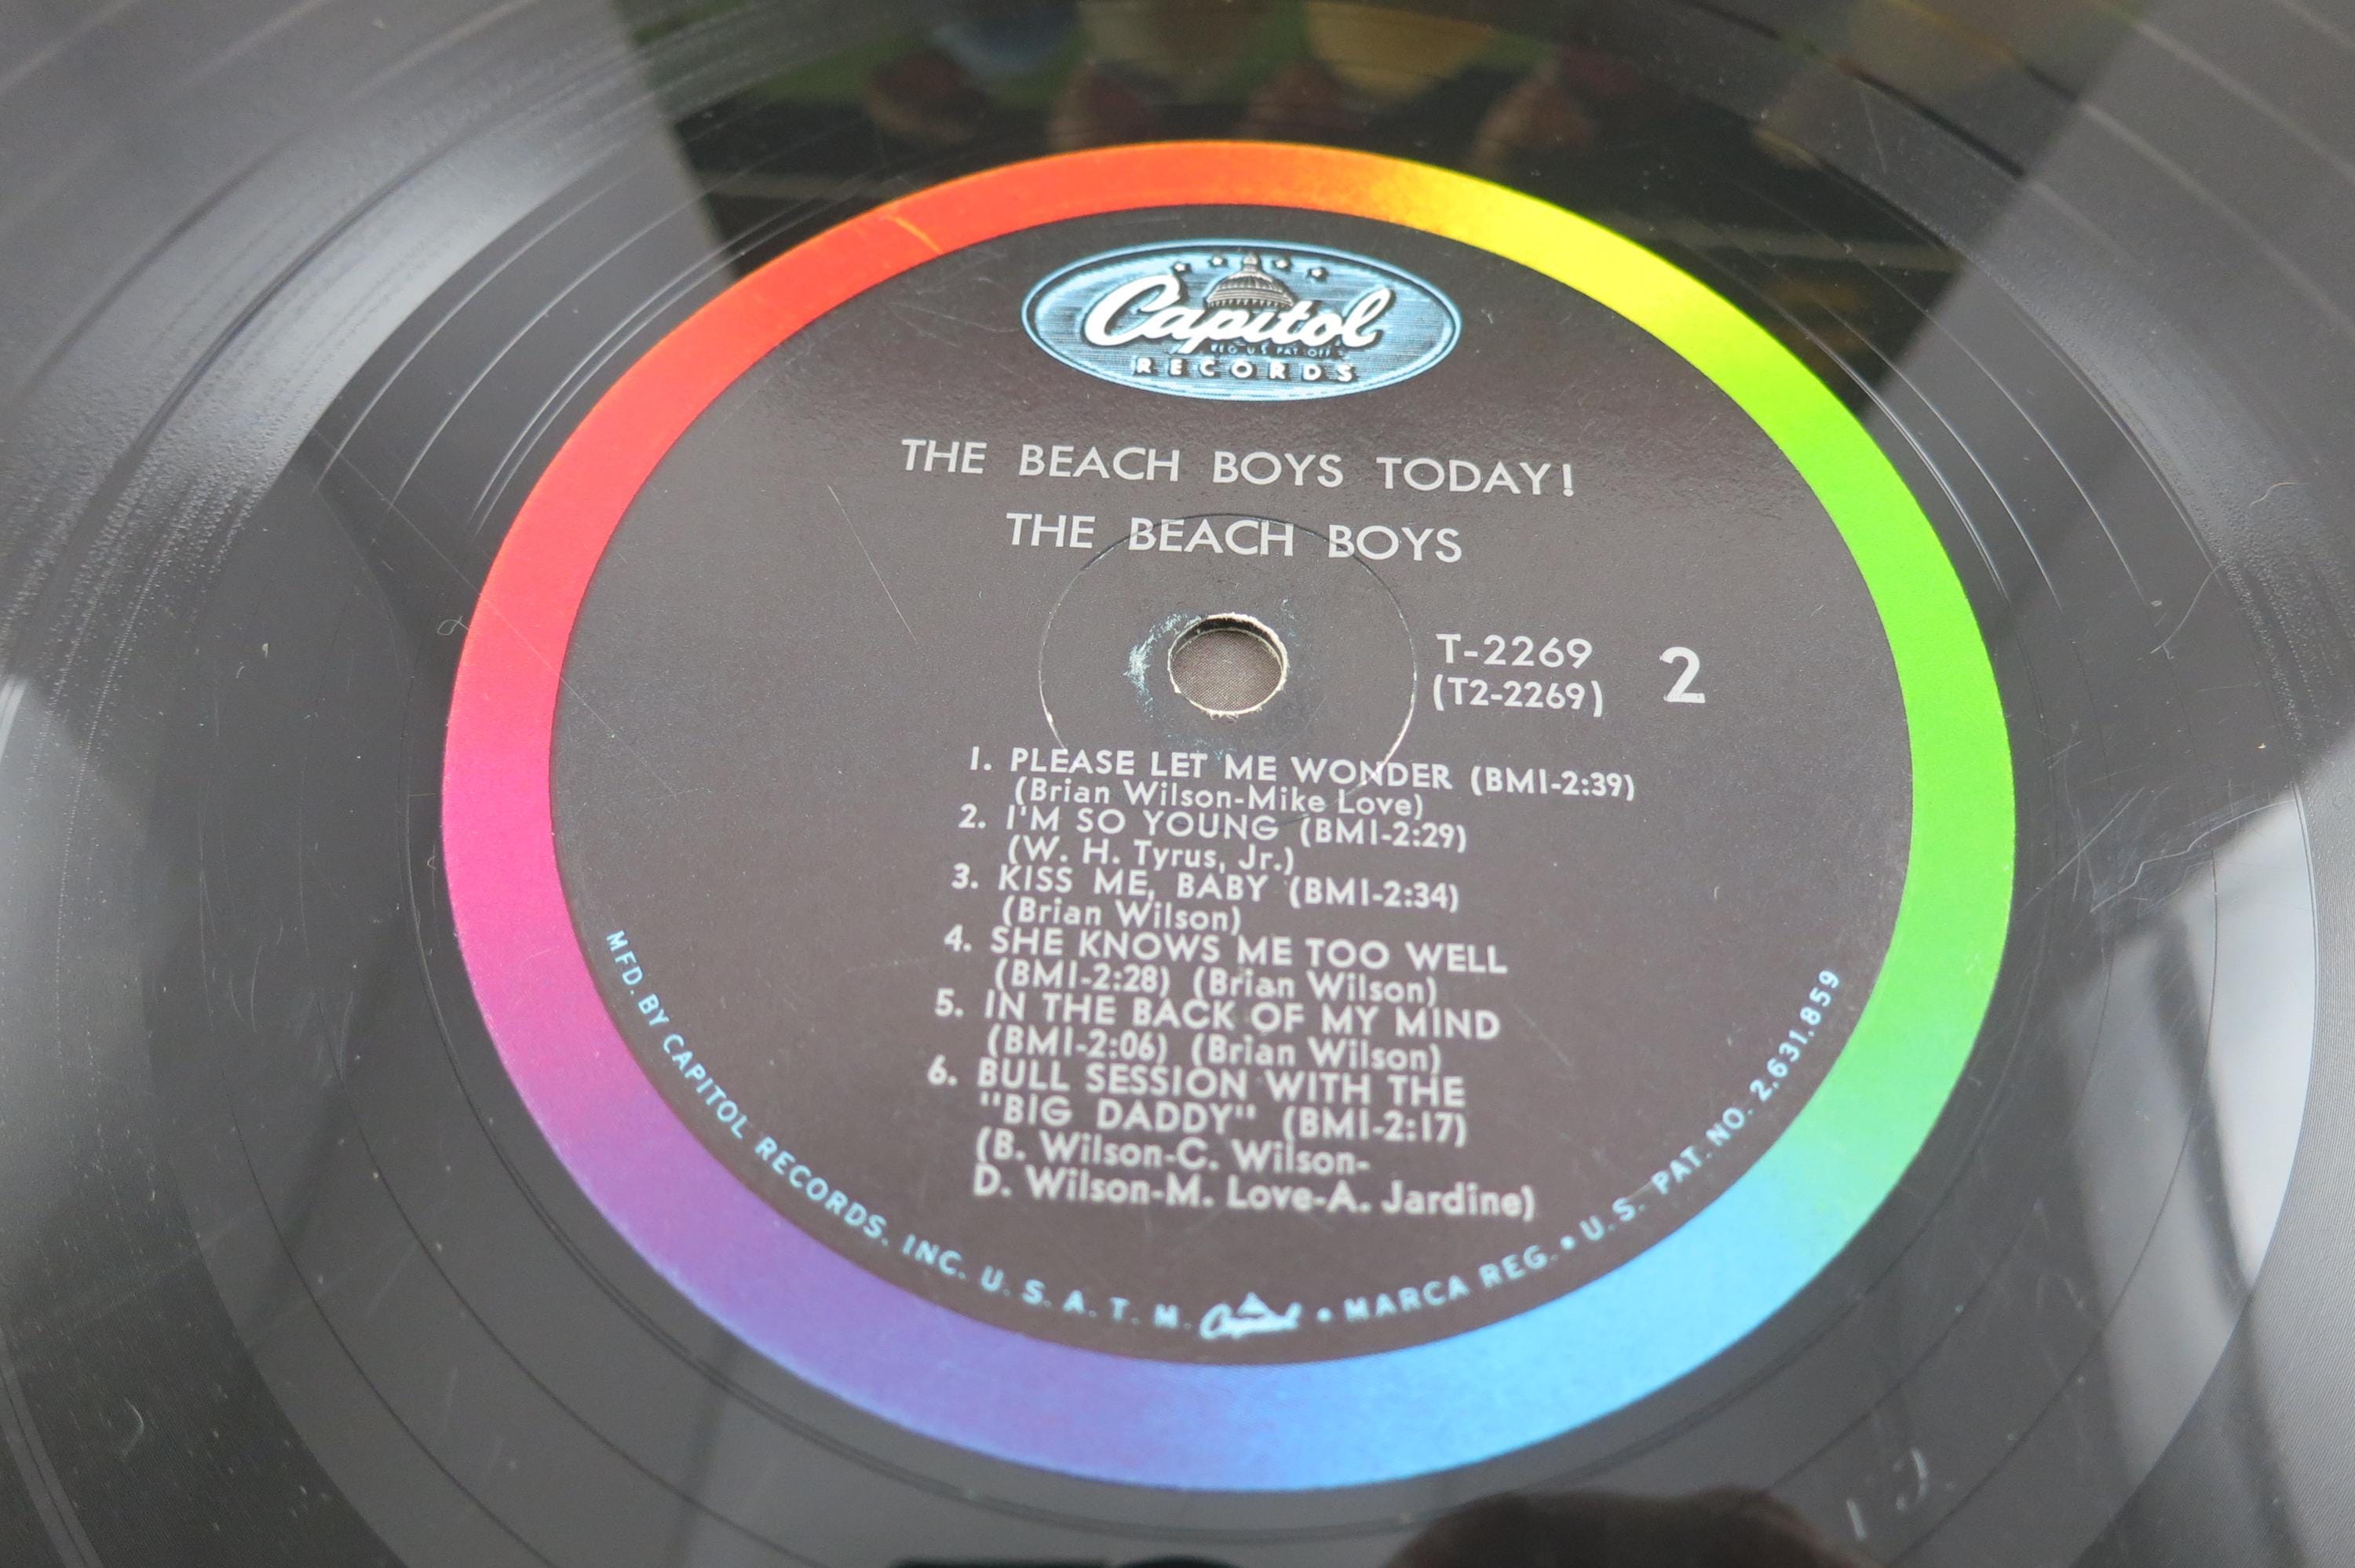 Capitol
REG. U.S. PAT. OFF.
RECORDS
THE BEACH BOYS TODAY!
THE BEACH BOYS
T-2269
(T2-2269)
2
1. PLEASE LET ME WONDER (BMI-2:39)
(Brian Wilson-Mike Love)
2. I'M SO YOUNG (BMI-2:29)
(W. H. Tyrus, Jr.)
3. KISS ME, BABY (BMI-2:34)
(Brian Wilson)
4. SHE KNOWS ME TOO WELL
(BMI-2:28) (Brian Wilson)
5. IN THE BACK OF MY MIND
(BMI-2:06) (Brian Wilson)
6. BULL SESSION WITH THE
"BIG DADDY" (BMI-2:17)
(B. Wilson-C. Wilson-
D. Wilson-M. Love-A. Jardine)
MFD. BY CAPITOL RECORDS, INC. U. S. A. T. M. Capitol • MARCA REG. • U.S. PAT. NO. 2,631,859